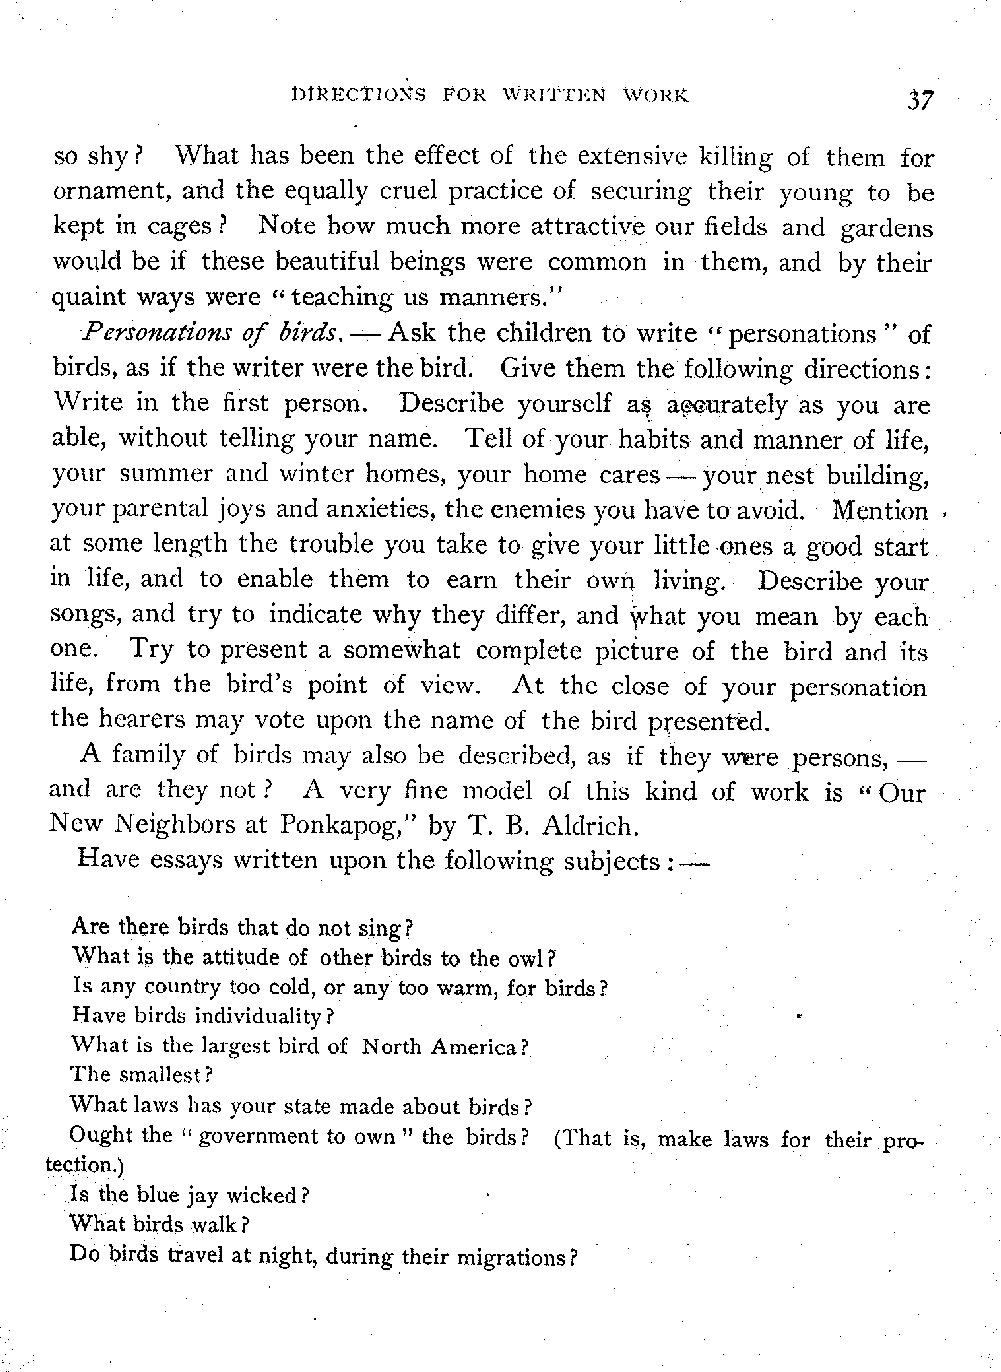 DIRECTIONS FOR WRITTEN WORK 37
so shy? What has been the effect of the extensive killing of them for
ornament, and the equally cruel practice of securing their young to be
kept in cages? Note how much more attractive our fields and gardens
would be if these beautiful beings were common in them, and by their
quaint ways were "teaching us manners."
Personations of birds. — Ask the children to write "personations" of
birds, as if the writer were the bird. Give them the following directions:
Write in the first person. Describe yourself as accurately as you are
able, without telling your name. Tell of your habits and manner of life,
your summer and winter homes, your home cares — your nest building,
your parental joys and anxieties, the enemies you have to avoid. Mention
at some length the trouble you take to give your little ones a good start
in life, and to enable them to earn their own living. Describe your
songs, and try to indicate why they differ, and what you mean by each
one. Try to present a somewhat complete picture of the bird and its
life, from the bird's point of view. At the close of your personation
the hearers may vote upon the name of the bird presented.
A family of birds may also be described, as if they were persons, —
and are they not? A very fine model of this kind of work is "Our
New Neighbors at Ponkapog," by T. B. Aldrich.
Have essays written upon the following subjects: —
Are there birds that do not sing?
What is the attitude of other birds to the owl?
Is any country too cold, or any too warm, for birds?
Have birds individuality?
What is the largest bird of North America?
The smallest?
What laws has your state made about birds?
Ought the "government to own" the birds? (That is, make laws for their pro-
tection.)
Is the blue jay wicked?
What birds walk?
Do birds travel at night, during their migrations?